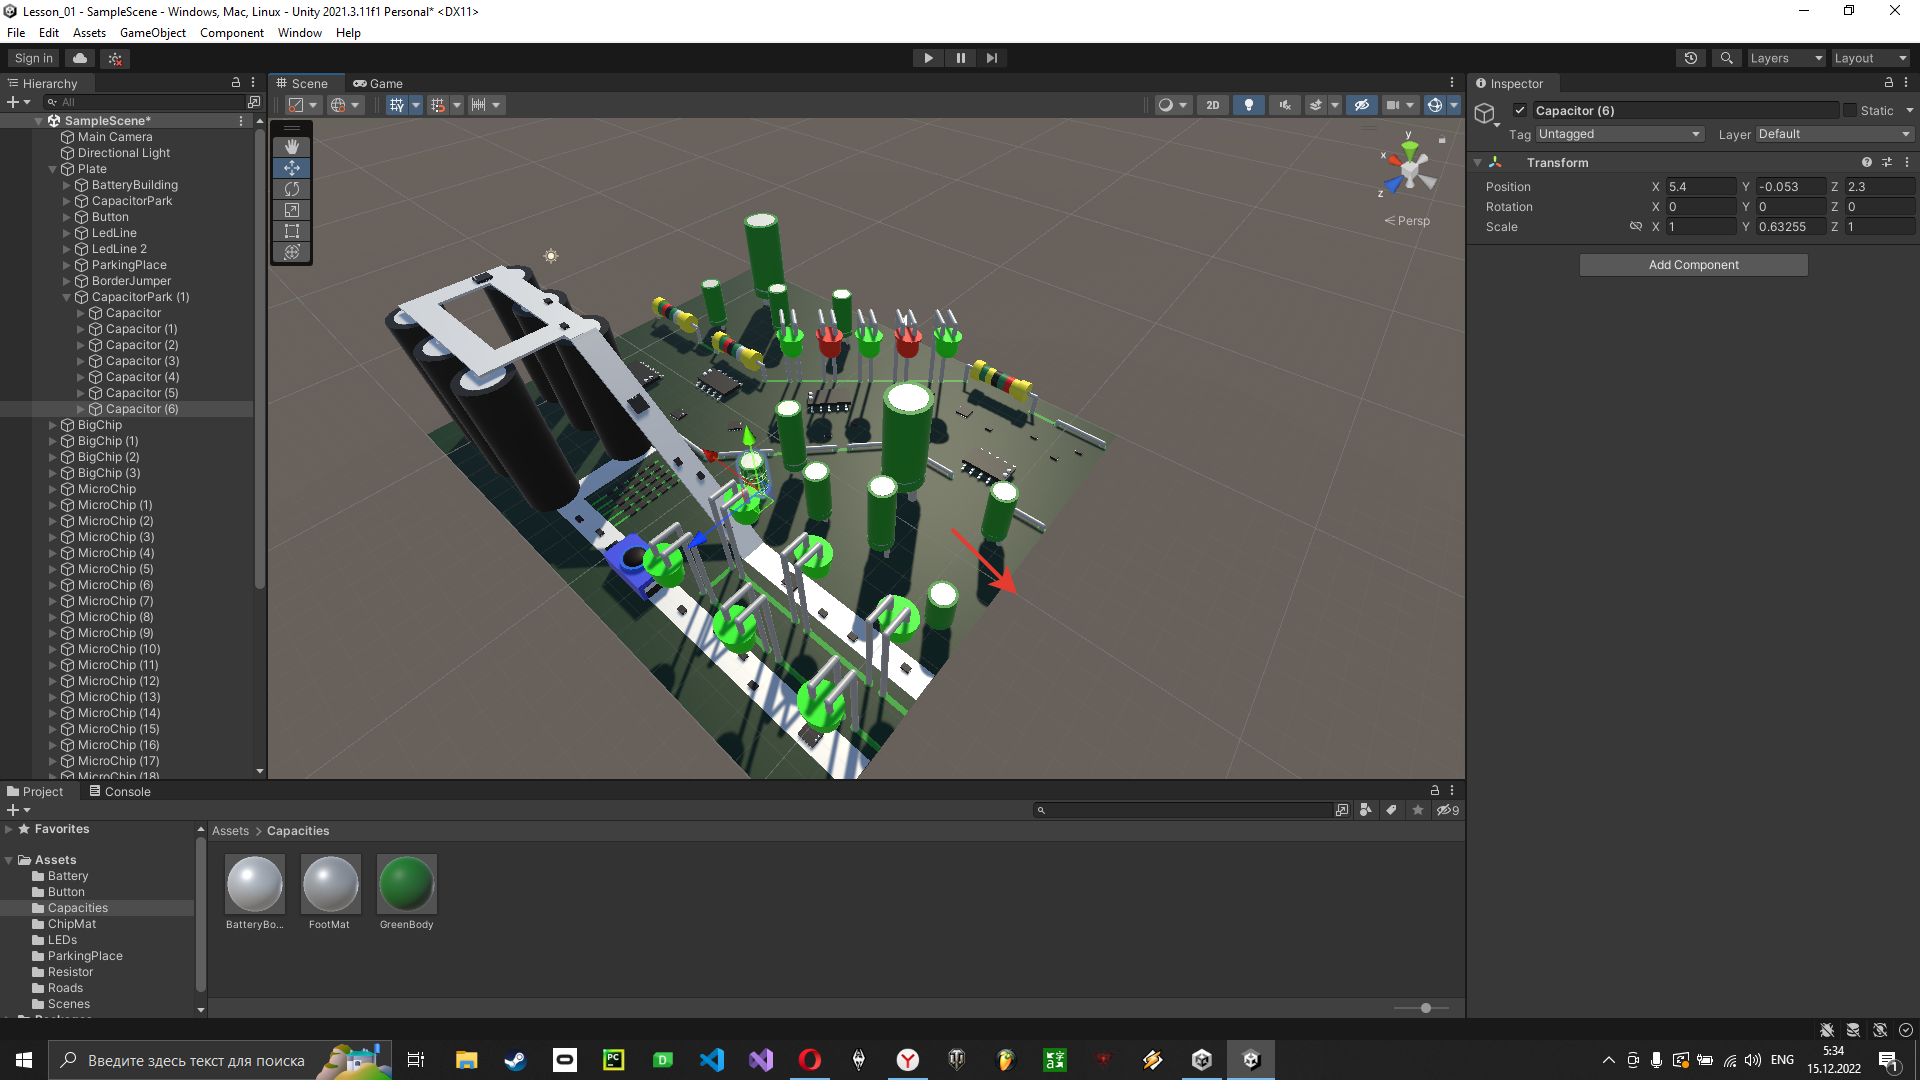 Lesson_01 - SampleScene - Windows, Mac, Linux - Unity 2021.3.11f1 Personal* <DX11>
File Edit Assets GameObject Component Window Help
Sign in
Layers
Layout
Hierarchy
All
SampleScene*
Main Camera
Directional Light
Plate
BatteryBuilding
CapacitorPark
Button
LedLine
LedLine 2
ParkingPlace
BorderJumper
CapacitorPark (1)
Capacitor
Capacitor (1)
Capacitor (2)
Capacitor (3)
Capacitor (4)
Capacitor (5)
Capacitor (6)
BigChip
BigChip (1)
BigChip (2)
BigChip (3)
MicroChip
MicroChip (1)
MicroChip (2)
MicroChip (3)
MicroChip (4)
MicroChip (5)
MicroChip (6)
MicroChip (7)
MicroChip (8)
MicroChip (9)
MicroChip (10)
MicroChip (11)
MicroChip (12)
MicroChip (13)
MicroChip (14)
MicroChip (15)
MicroChip (16)
MicroChip (17)
MicroChip (18)
Scene Game
2D
y
x
z
Persp
Inspector
Capacitor (6)
Static
Tag Untagged Layer Default
Transform
Position X 5.4 Y -0.053 Z 2.3
Rotation X 0 Y 0 Z 0
Scale X 1 Y 0.63255 Z 1
Add Component
Project Console
9
Favorites
Assets
Battery
Button
Capacities
ChipMat
LEDs
ParkingPlace
Resistor
Roads
Scenes
Assets > Capacities
BatteryBo... FootMat GreenBody
Введите здесь текст для поиска
PC
D
ENG
5:34
15.12.2022
1